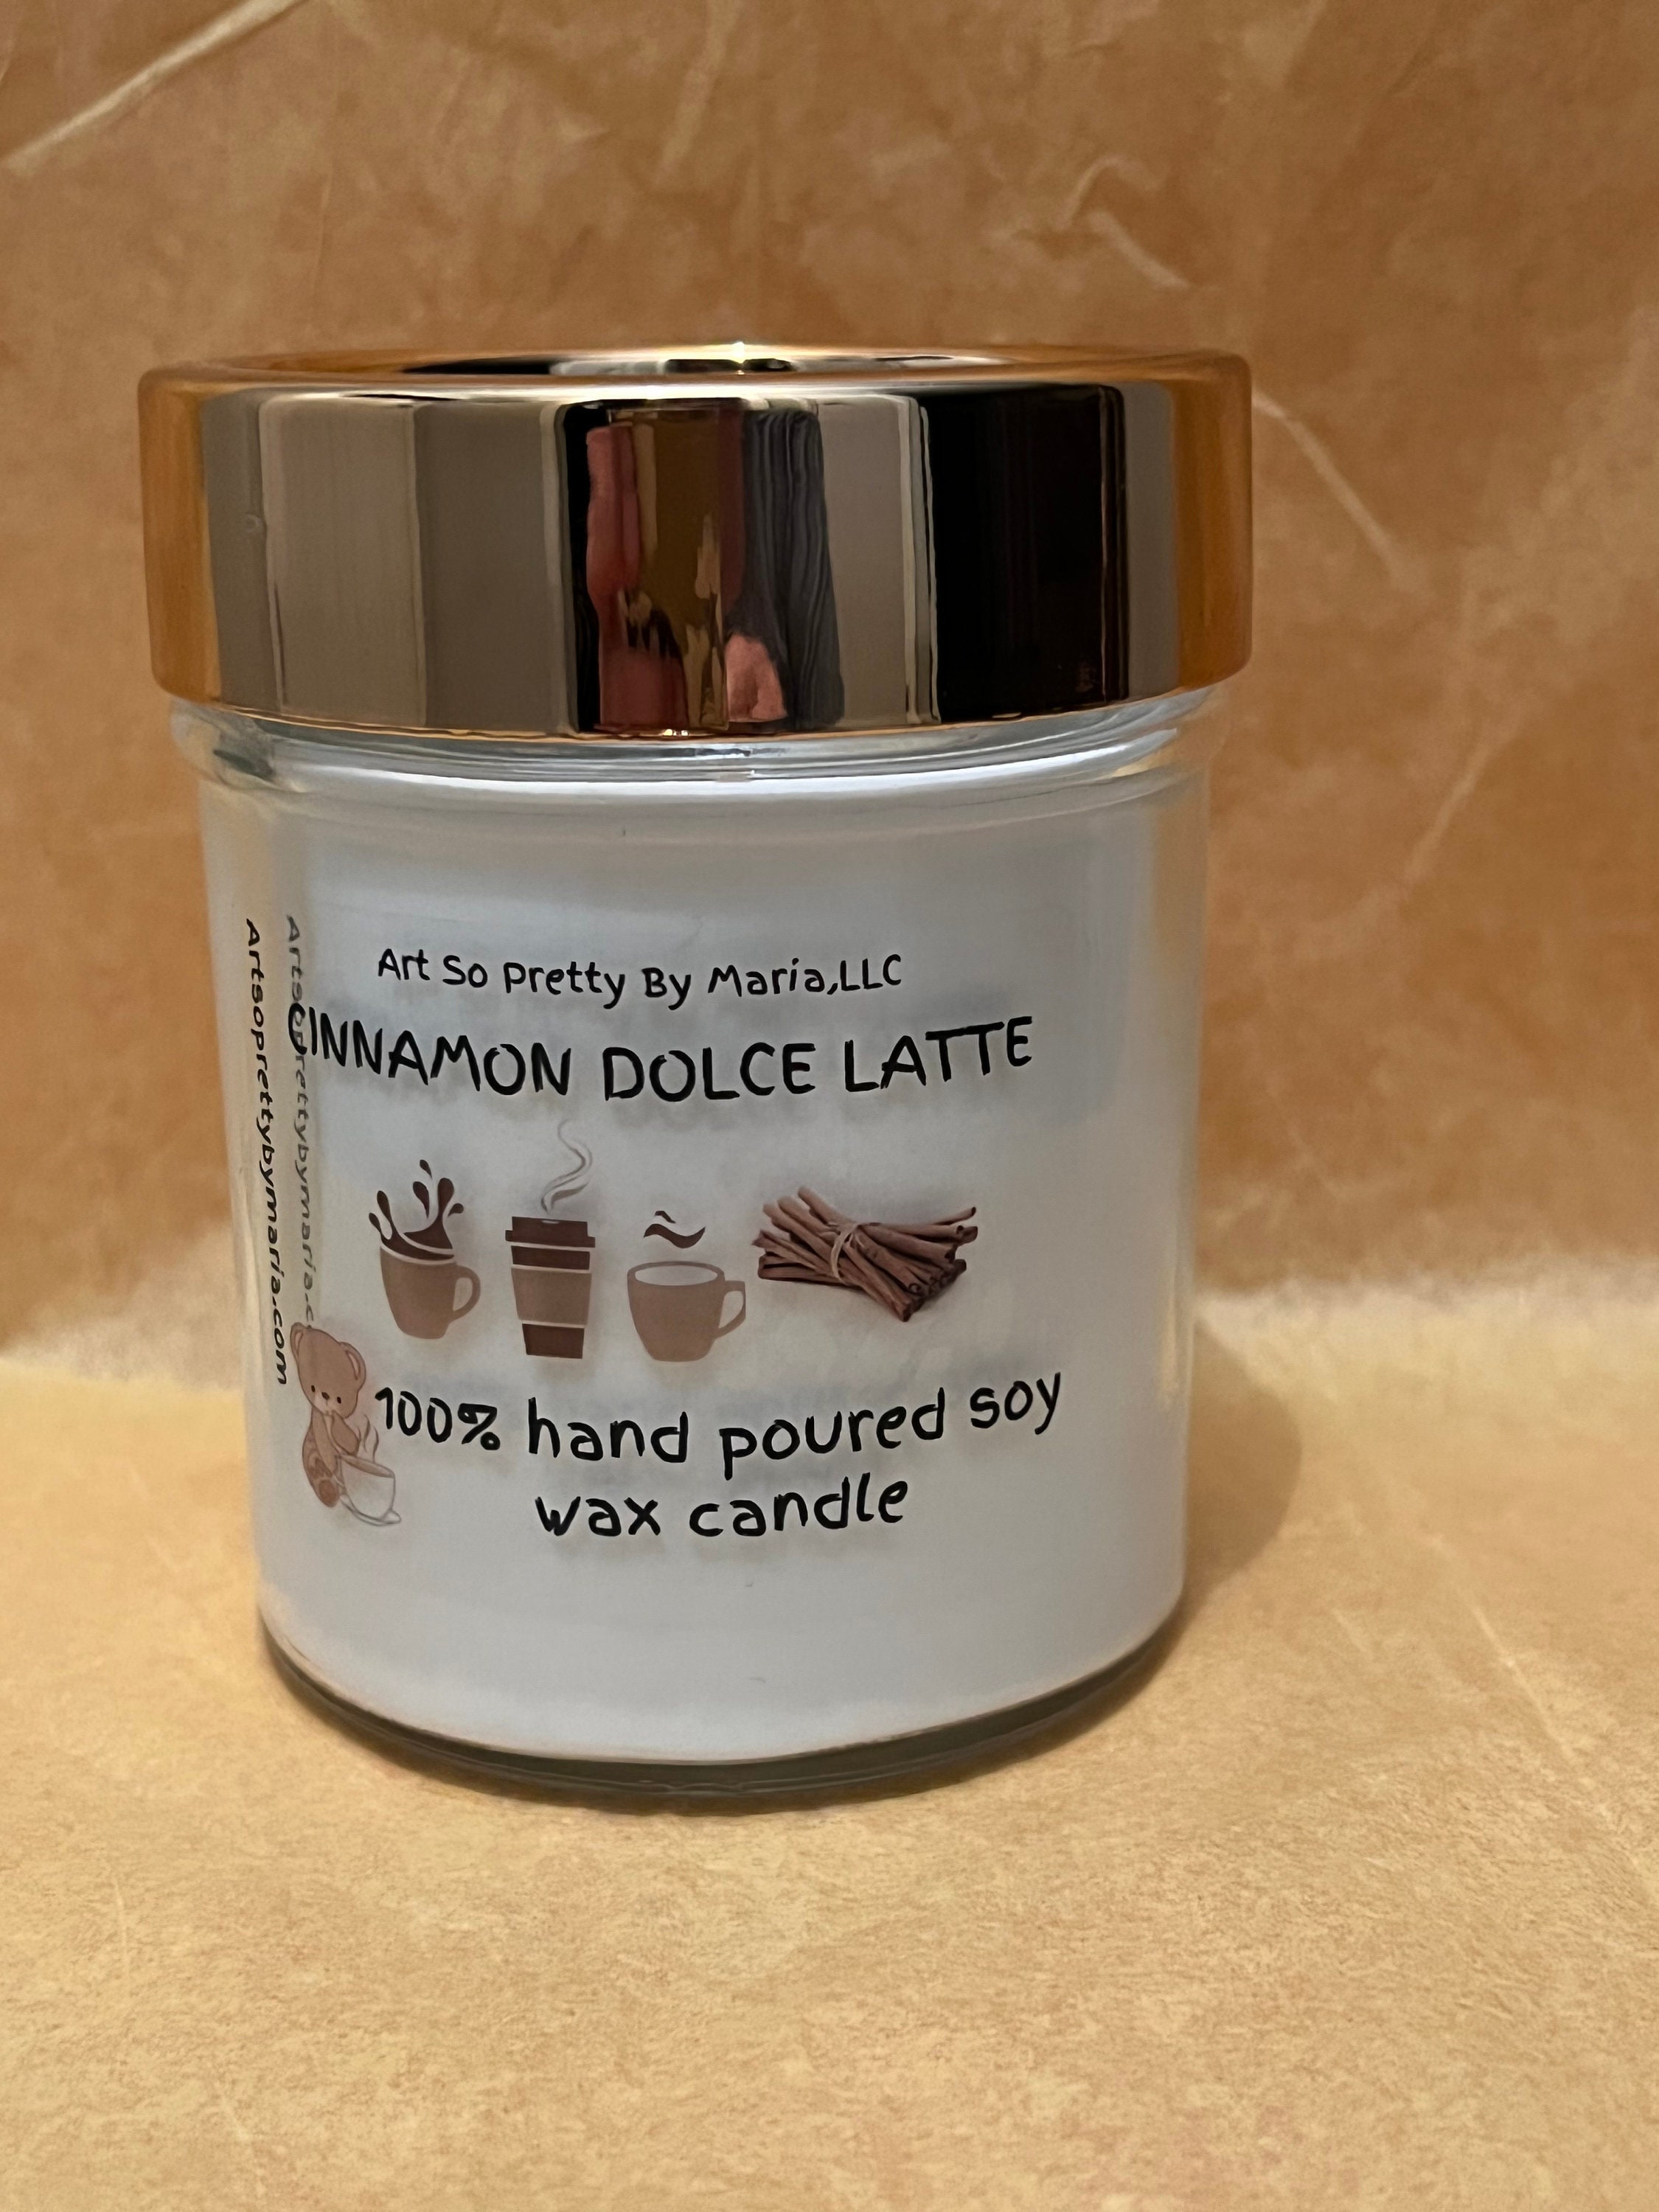 Art So Pretty By Maria,LLC
CINNAMON DOLCE LATTE
100% hand poured soy
wax candle
Artsoprettybymaria.com